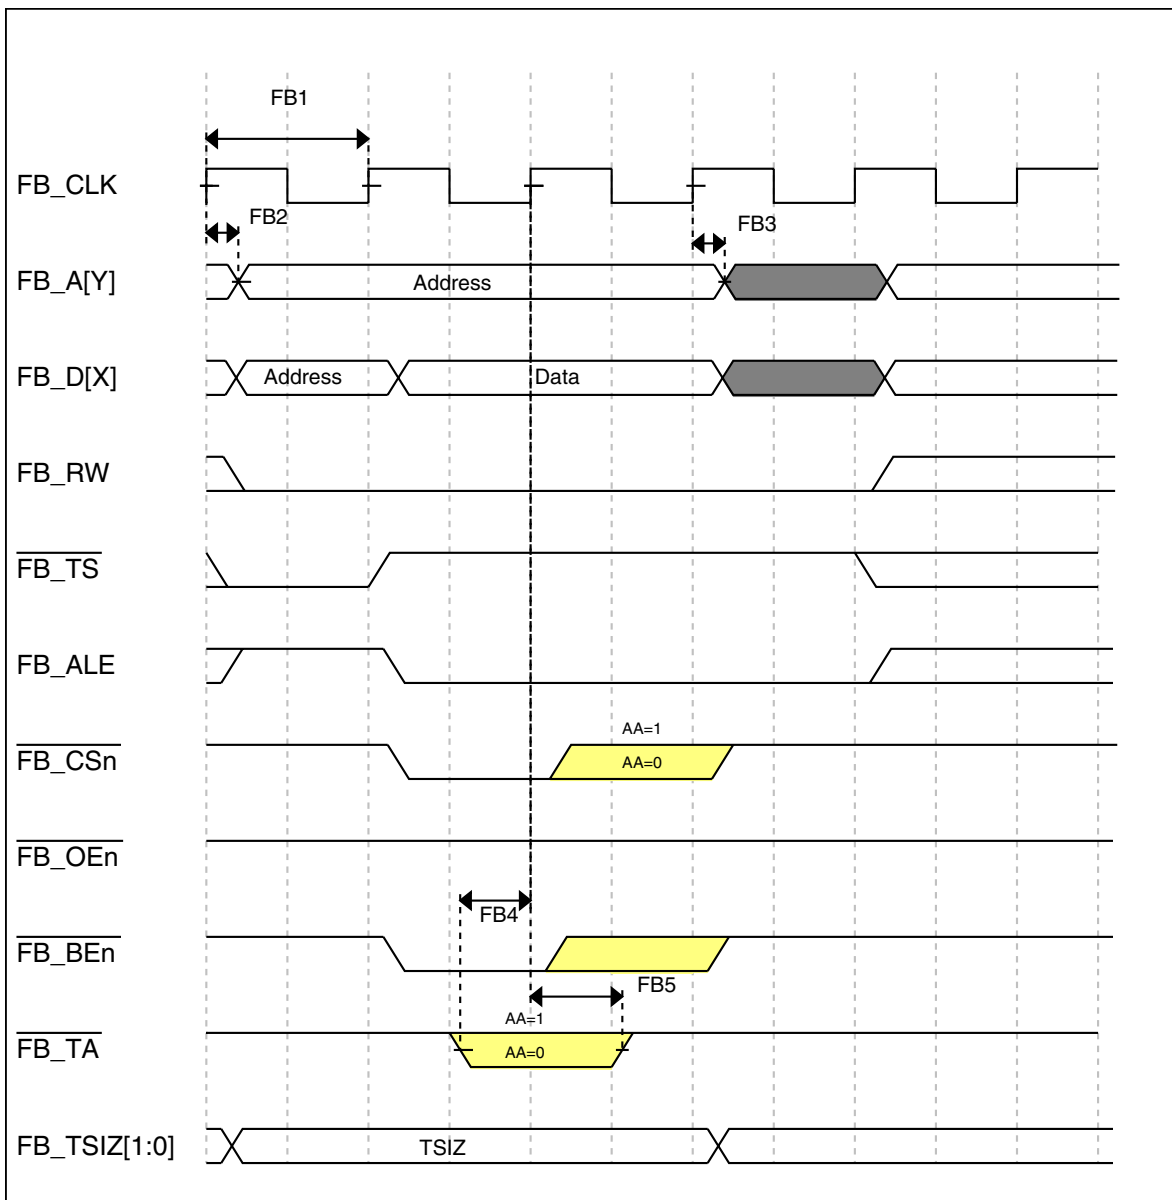 FB1
FB_CLK
FB2
FB3
FB_A[Y]
Address
FB_D[X]
Address
Data
FB_RW
FB_TS
FB_ALE
AA=1
FB_CSn
AA=0
FB_OEn
FB4
FB_BEn
FB5
AA=1
FB_TA
AA=0
FB_TSIZ[1:0]
TSIZ